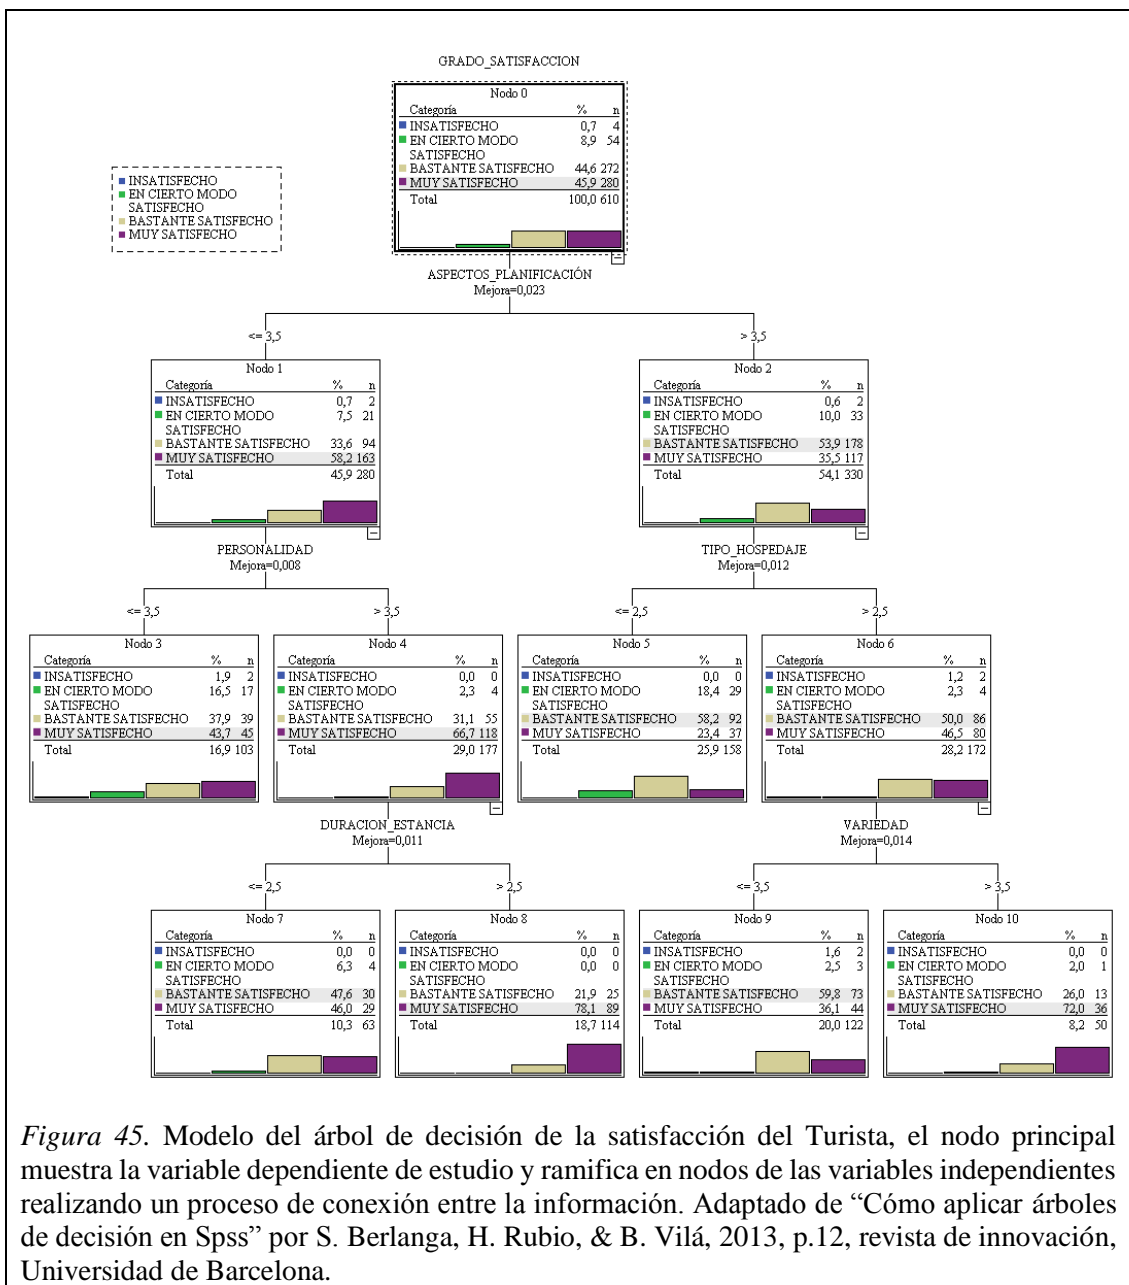 GRADO_SATISFACCION
Nodo 0
Categoría % n
INSATISFECHO 0,7 4
EN CIERTO MODO 8,9 54
SATISFECHO
BASTANTE SATISFECHO 44,6 272
MUY SATISFECHO 45,9 280
Total 100,0 610
INSATISFECHO
EN CIERTO MODO
SATISFECHO
BASTANTE SATISFECHO
MUY SATISFECHO
ASPECTOS_PLANIFICACIÓN
Mejora=0,023
<= 3,5
> 3,5
Nodo 1
Categoría % n
INSATISFECHO 0,7 2
EN CIERTO MODO 7,5 21
SATISFECHO
BASTANTE SATISFECHO 33,6 94
MUY SATISFECHO 58,2 163
Total 45,9 280
Nodo 2
Categoría % n
INSATISFECHO 0,6 2
EN CIERTO MODO 10,0 33
SATISFECHO
BASTANTE SATISFECHO 53,9 178
MUY SATISFECHO 35,5 117
Total 54,1 330
PERSONALIDAD
Mejora=0,008
TIPO_HOSPEDAJE
Mejora=0,012
<= 3,5
> 3,5
<= 2,5
> 2,5
Nodo 3
Categoría % n
INSATISFECHO 1,9 2
EN CIERTO MODO 16,5 17
SATISFECHO
BASTANTE SATISFECHO 37,9 39
MUY SATISFECHO 43,7 45
Total 16,9 103
Nodo 4
Categoría % n
INSATISFECHO 0,0 0
EN CIERTO MODO 2,3 4
SATISFECHO
BASTANTE SATISFECHO 31,1 55
MUY SATISFECHO 66,7 118
Total 29,0 177
Nodo 5
Categoría % n
INSATISFECHO 0,0 0
EN CIERTO MODO 18,4 29
SATISFECHO
BASTANTE SATISFECHO 58,2 92
MUY SATISFECHO 23,4 37
Total 25,9 158
Nodo 6
Categoría % n
INSATISFECHO 1,2 2
EN CIERTO MODO 2,3 4
SATISFECHO
BASTANTE SATISFECHO 50,0 86
MUY SATISFECHO 46,5 80
Total 28,2 172
DURACION_ESTANCIA
Mejora=0,011
VARIEDAD
Mejora=0,014
<= 2,5
> 2,5
<= 3,5
> 3,5
Nodo 7
Categoría % n
INSATISFECHO 0,0 0
EN CIERTO MODO 6,3 4
SATISFECHO
BASTANTE SATISFECHO 47,6 30
MUY SATISFECHO 46,0 29
Total 10,3 63
Nodo 8
Categoría % n
INSATISFECHO 0,0 0
EN CIERTO MODO 0,0 0
SATISFECHO
BASTANTE SATISFECHO 21,9 25
MUY SATISFECHO 78,1 89
Total 18,7 114
Nodo 9
Categoría % n
INSATISFECHO 1,6 2
EN CIERTO MODO 2,5 3
SATISFECHO
BASTANTE SATISFECHO 59,8 73
MUY SATISFECHO 36,1 44
Total 20,0 122
Nodo 10
Categoría % n
INSATISFECHO 0,0 0
EN CIERTO MODO 2,0 1
SATISFECHO
BASTANTE SATISFECHO 26,0 13
MUY SATISFECHO 72,0 36
Total 8,2 50
Figura 45. Modelo del árbol de decisión de la satisfacción del Turista, el nodo principal
muestra la variable dependiente de estudio y ramifica en nodos de las variables independientes
realizando un proceso de conexión entre la información. Adaptado de “Cómo aplicar árboles
de decisión en Spss” por S. Berlanga, H. Rubio, & B. Vilá, 2013, p.12, revista de innovación,
Universidad de Barcelona.